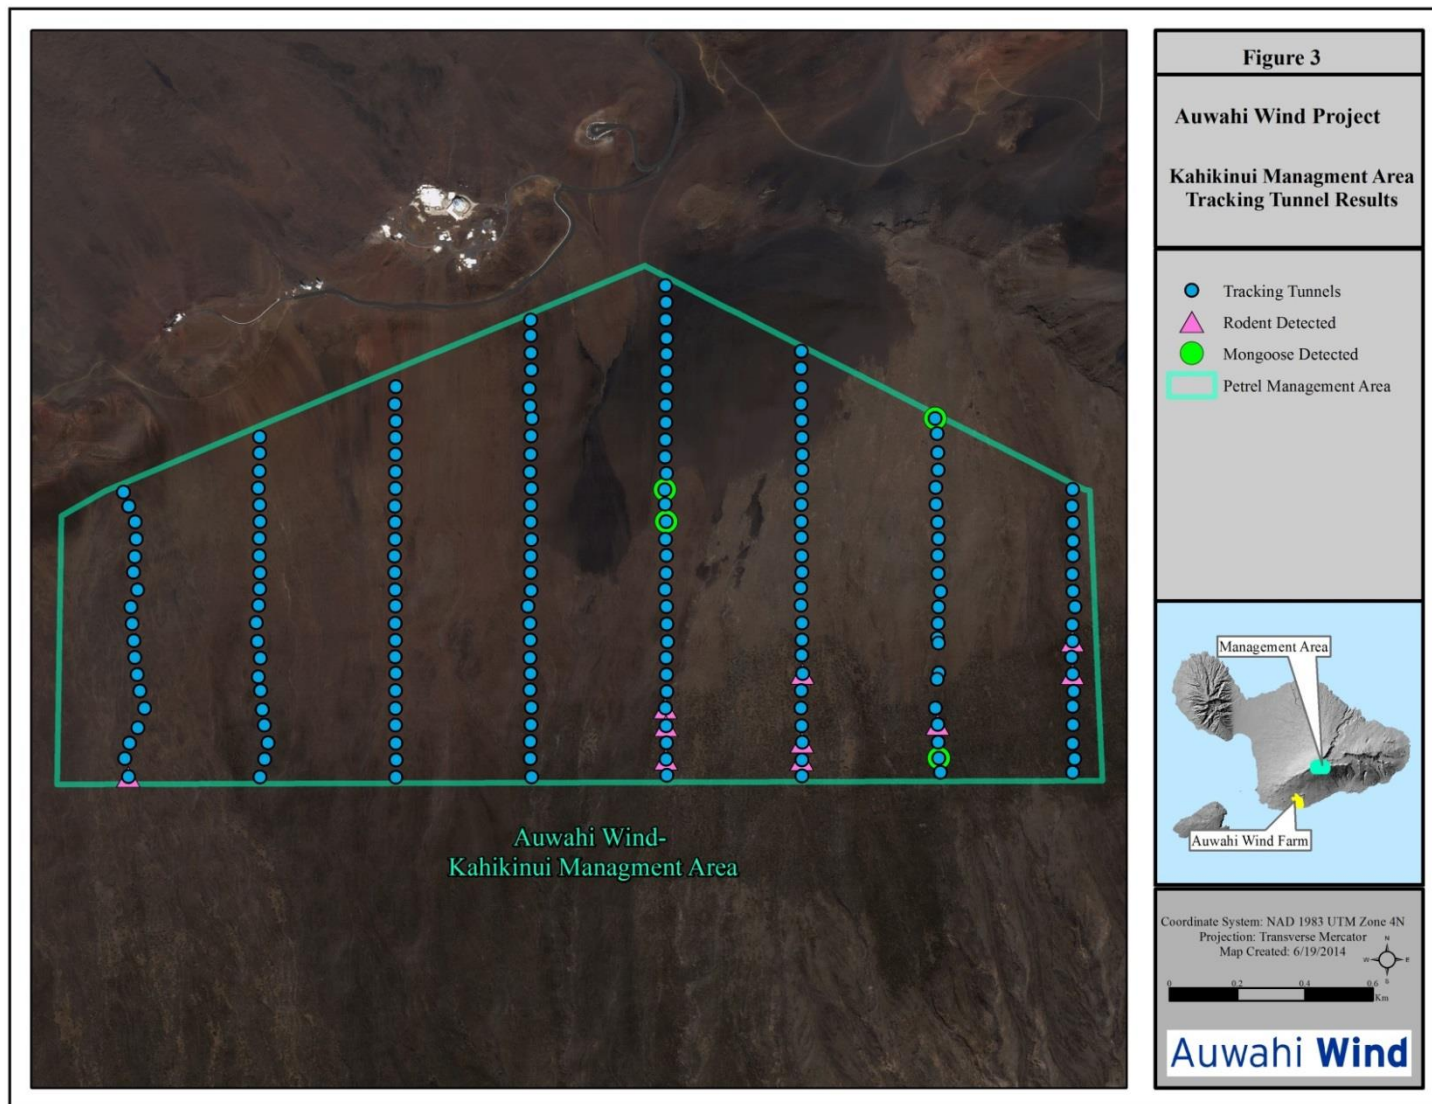 Figure 3
Auwahi Wind Project
Kahikinui Managment Area
Tracking Tunnel Results
Tracking Tunnels
Rodent Detected
Mongoose Detected
Petrel Management Area
Auwahi Wind-
Kahikinui Managment Area
Management Area
Auwahi Wind Farm
Coordinate System: NAD 1983 UTM Zone 4N
Projection: Transverse Mercator
Map Created: 6/19/2014
N
W E
S
0 0.2 0.4 0.6
Km
Auwahi Wind